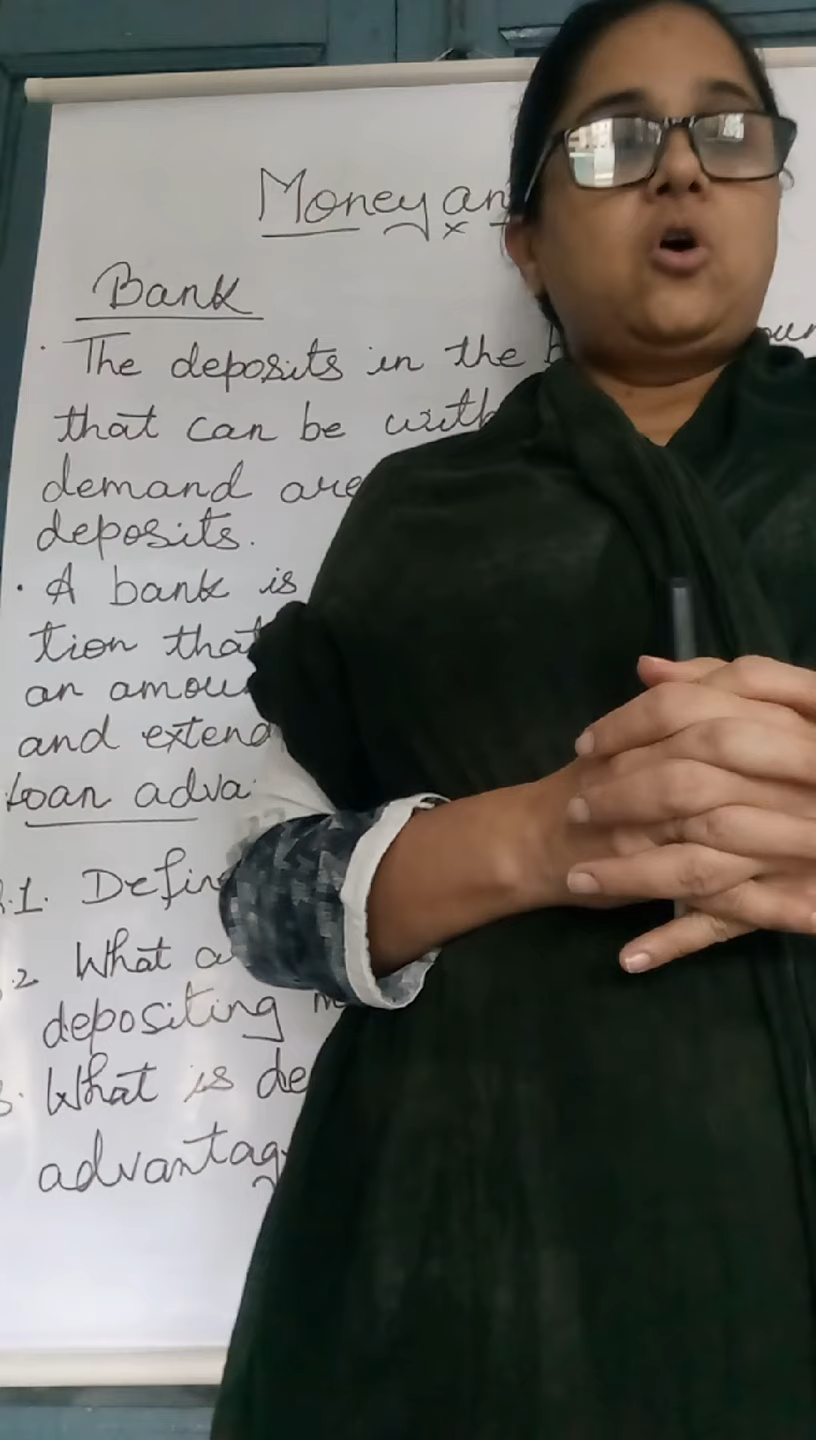 Money an
Bank
· The deposits in the
that can be with
demand are
deposits.
· A bank is
tion that
an amou
and extend
Loan adva
1. Defin
2 What a
depositing
What is de
advantag